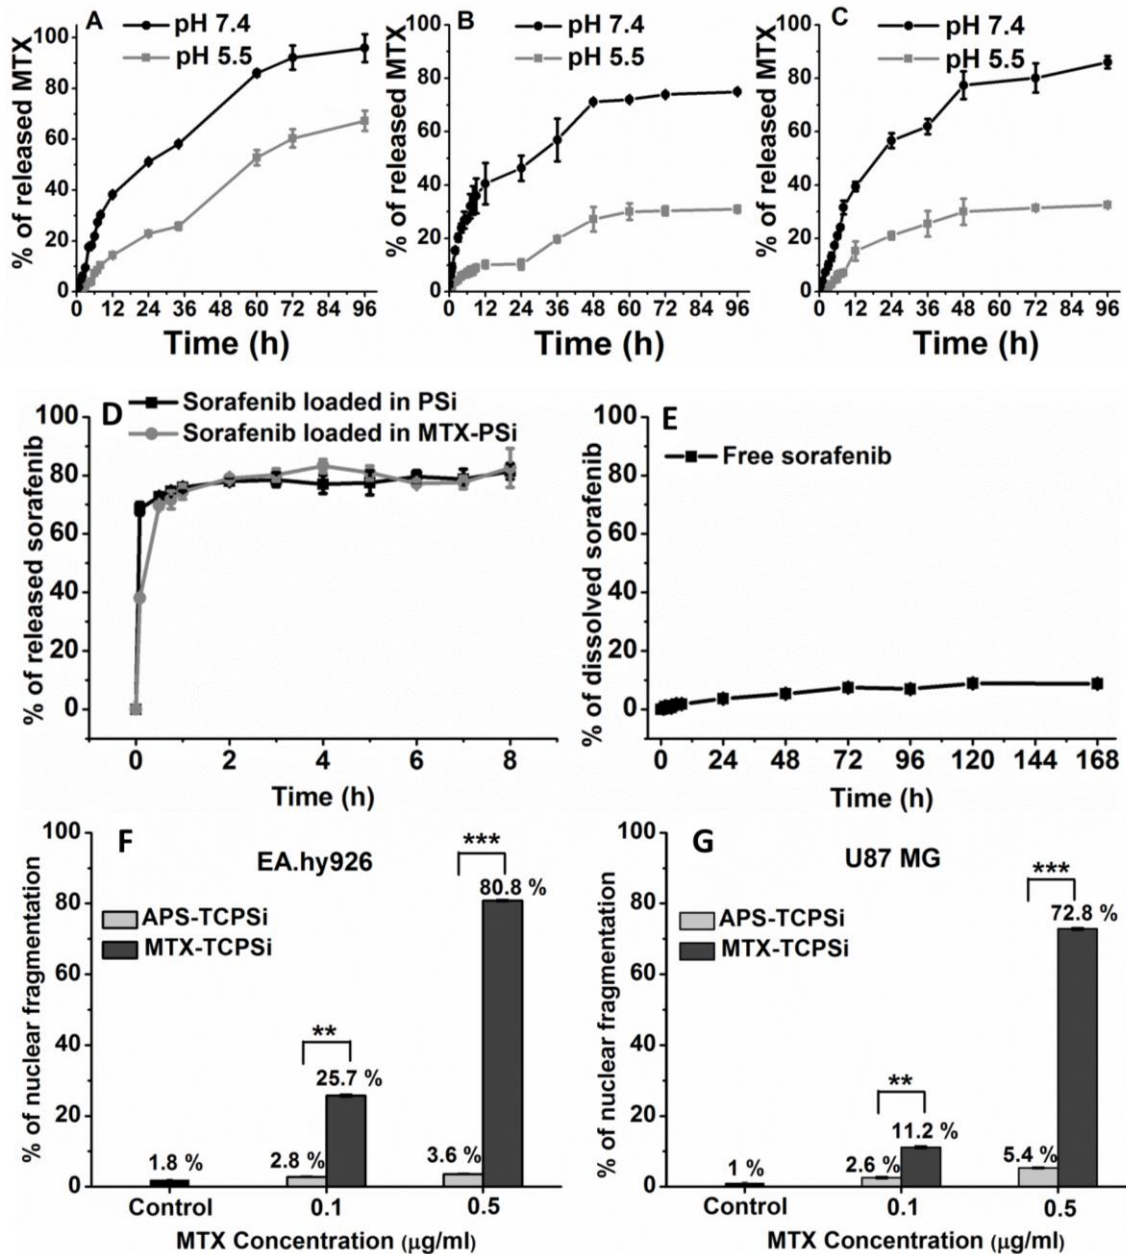 A
pH 7.4
pH 5.5
% of released MTX
100
80
60
40
20
0
0 12 24 36 48 60 72 84 96
Time (h)
B
pH 7.4
pH 5.5
% of released MTX
100
80
60
40
20
0
0 12 24 36 48 60 72 84 96
Time (h)
C
pH 7.4
pH 5.5
% of released MTX
100
80
60
40
20
0
0 12 24 36 48 60 72 84 96
Time (h)
D
Sorafenib loaded in PSi
Sorafenib loaded in MTX-PSi
% of released sorafenib
100
80
60
40
20
0
0 2 4 6 8
Time (h)
E
Free sorafenib
% of dissolved sorafenib
100
80
60
40
20
0
0 24 48 72 96 120 144 168
Time (h)
F
EA.hy926
APS-TCPSi
MTX-TCPSi
% of nuclear fragmentation
100
80
60
40
20
0
***
80.8 %
**
25.7 %
1.8 %
2.8 %
3.6 %
Control 0.1 0.5
MTX Concentration (µg/ml)
G
U87 MG
APS-TCPSi
MTX-TCPSi
% of nuclear fragmentation
100
80
60
40
20
0
***
72.8 %
**
11.2 %
1 %
2.6 %
5.4 %
Control 0.1 0.5
MTX Concentration (µg/ml)